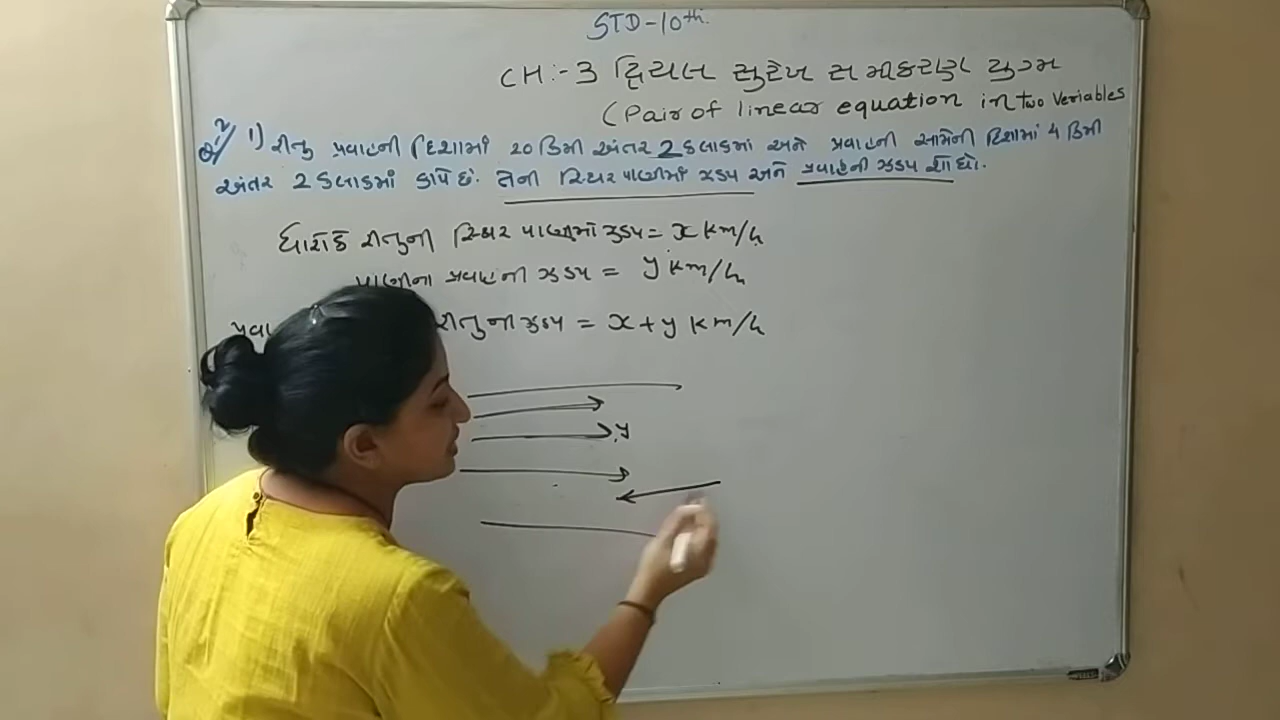 STD-10th.
CH:-3 દ્વિચલ સુરેખ સમીકરણ યુગ્મ
(Pair of linear equation in two Veriables
1) રીતુ પ્રવાહની દિશામાં 20 કિમી અંતર 2 કલાકમાં અને પ્રવાહની સામેની દિશામાં 4 કિમી
અંતર 2 કલાકમાં કાપે છે. તેની સ્થિર પાણીમાં ઝડપ અને પ્રવાહની ઝડપ શોધો.
ધારોકે રીતુની સ્થિર પાણીમાં ઝડપ = x km/h
પાણીના પ્રવાહની ઝડપ = y km/h
રીતુની ઝડપ = x + y km/h
y